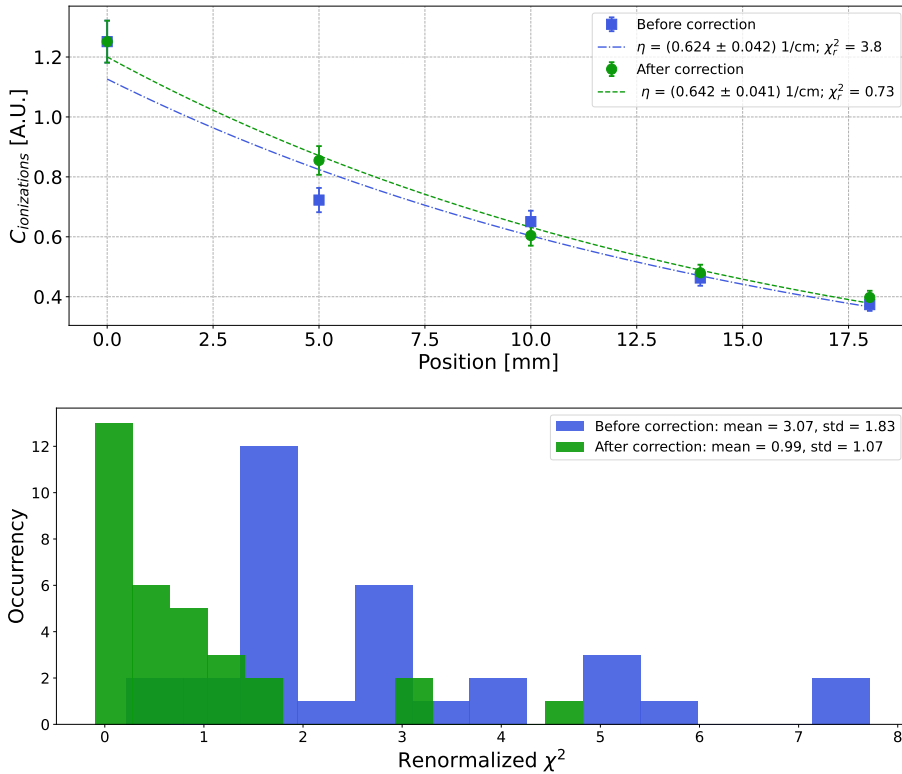 Before correction
η = (0.624 ± 0.042) 1/cm; χ²ᵣ = 3.8
After correction
η = (0.642 ± 0.041) 1/cm; χ²ᵣ = 0.73
C_ionizations [A.U.]
1.2
1.0
0.8
0.6
0.4
0.0 2.5 5.0 7.5 10.0 12.5 15.0 17.5
Position [mm]
Before correction: mean = 3.07, std = 1.83
After correction: mean = 0.99, std = 1.07
Occurrency
12
10
8
6
4
2
0
0 1 2 3 4 5 6 7 8
Renormalized χ²